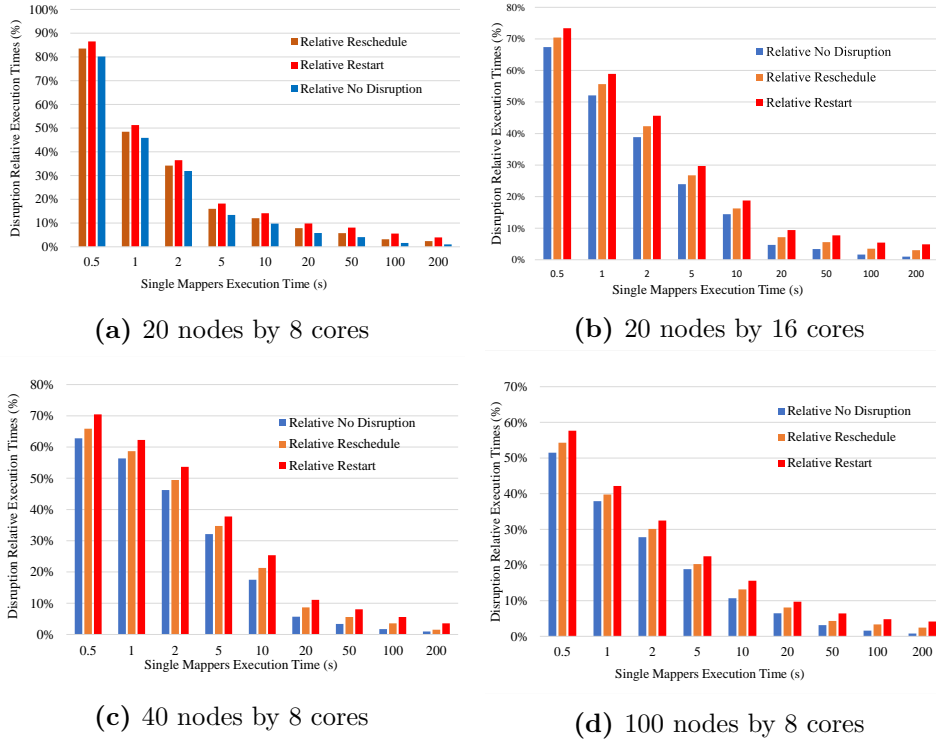 Disruption Relative Execution Times (%)
100%
90%
80%
70%
60%
50%
40%
30%
20%
10%
0%
Relative Reschedule
Relative Restart
Relative No Disruption
0.5 1 2 5 10 20 50 100 200
Single Mappers Execution Time (s)
(a) 20 nodes by 8 cores
Disruption Relative Execution Times (%)
80%
70%
60%
50%
40%
30%
20%
10%
0%
Relative No Disruption
Relative Reschedule
Relative Restart
0.5 1 2 5 10 20 50 100 200
Single Mappers Execution Time (s)
(b) 20 nodes by 16 cores
Disruption Relative Execution Times (%)
80%
70%
60%
50%
40%
30%
20%
10%
0%
Relative No Disruption
Relative Reschedule
Relative Restart
0.5 1 2 5 10 20 50 100 200
Single Mappers Execution Time (s)
(c) 40 nodes by 8 cores
Disruption Relative Execution Times (%)
70%
60%
50%
40%
30%
20%
10%
0%
Relative No Disruption
Relative Reschedule
Relative Restart
0.5 1 2 5 10 20 50 100 200
Single Mappers Execution Time (s)
(d) 100 nodes by 8 cores